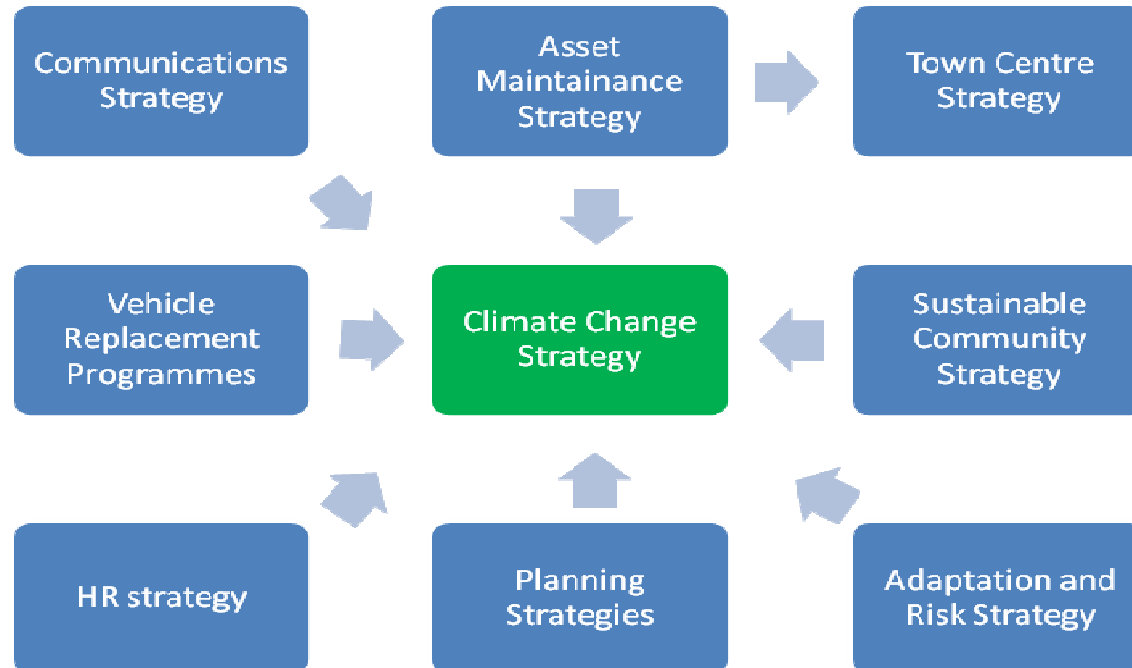 Communications
Strategy
Asset
Maintainance
Strategy
Town Centre
Strategy
Vehicle
Replacement
Programmes
Climate Change
Strategy
Sustainable
Community
Strategy
HR strategy
Planning
Strategies
Adaptation and
Risk Strategy